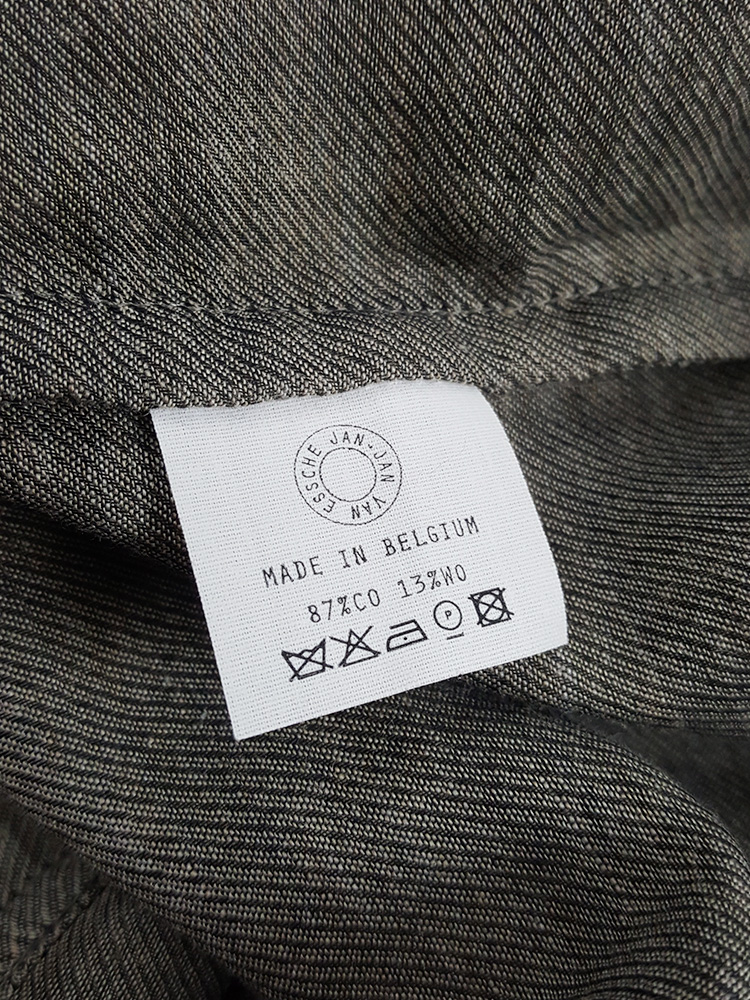 JAN-JAN VAN ESSCHE
MADE IN BELGIUM
87%CO 13%WO
P